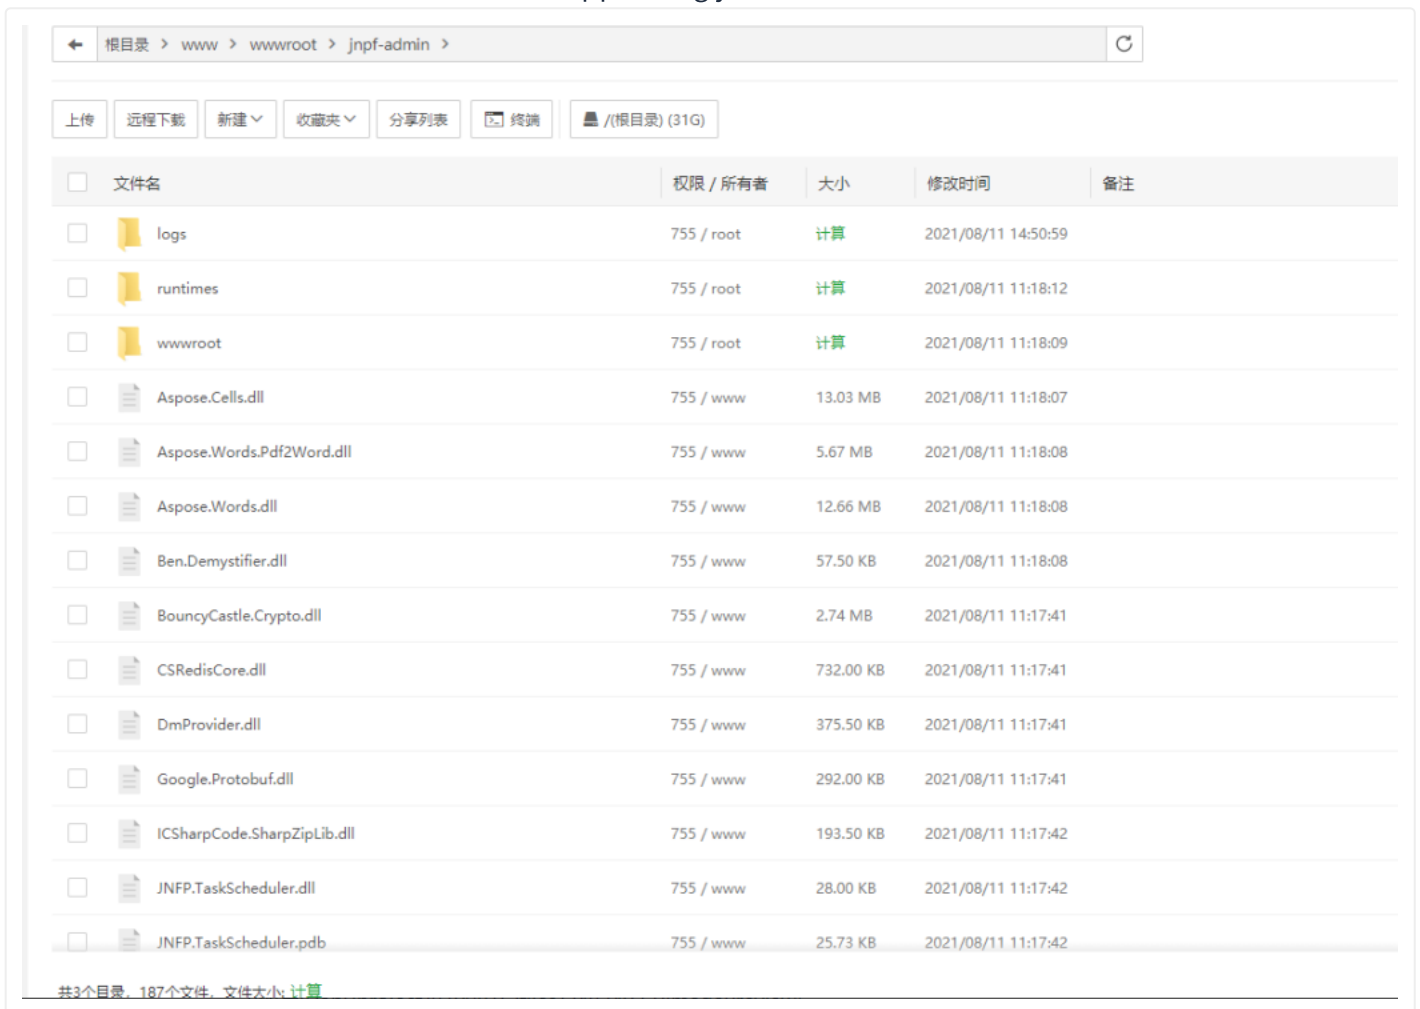 根目录 > www > wwwroot > jnpf-admin >
上传 远程下载 新建 收藏夹 分享列表 终端 /(根目录) (31G)
文件名 权限 / 所有者 大小 修改时间 备注
logs 755 / root 计算 2021/08/11 14:50:59
runtimes 755 / root 计算 2021/08/11 11:18:12
wwwroot 755 / root 计算 2021/08/11 11:18:09
Aspose.Cells.dll 755 / www 13.03 MB 2021/08/11 11:18:07
Aspose.Words.Pdf2Word.dll 755 / www 5.67 MB 2021/08/11 11:18:08
Aspose.Words.dll 755 / www 12.66 MB 2021/08/11 11:18:08
Ben.Demystifier.dll 755 / www 57.50 KB 2021/08/11 11:18:08
BouncyCastle.Crypto.dll 755 / www 2.74 MB 2021/08/11 11:17:41
CSRedisCore.dll 755 / www 732.00 KB 2021/08/11 11:17:41
DmProvider.dll 755 / www 375.50 KB 2021/08/11 11:17:41
Google.Protobuf.dll 755 / www 292.00 KB 2021/08/11 11:17:41
ICSharpCode.SharpZipLib.dll 755 / www 193.50 KB 2021/08/11 11:17:42
JNFP.TaskScheduler.dll 755 / www 28.00 KB 2021/08/11 11:17:42
JNFP.TaskScheduler.pdb 755 / www 25.73 KB 2021/08/11 11:17:42
共3个目录，187个文件，文件大小: 计算